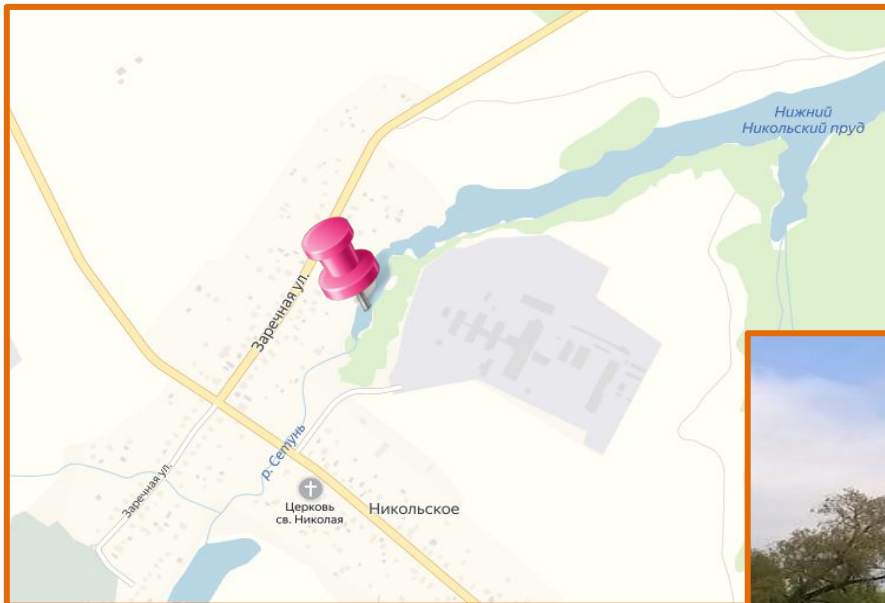 Нижний
Никольский пруд
Заречная ул.
р. Сетунь
Заречная ул.
Церковь
св. Николая
Никольское